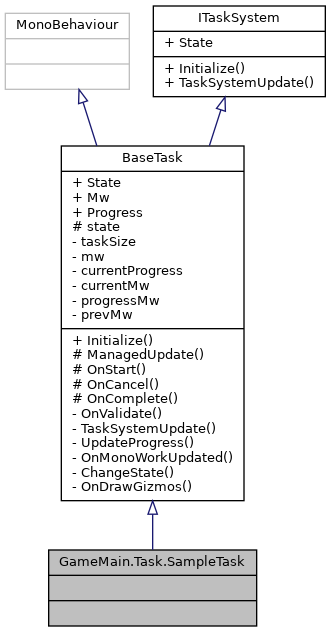 MonoBehaviour
ITaskSystem
+ State
+ Initialize()
+ TaskSystemUpdate()
BaseTask
+ State
+ Mw
+ Progress
# state
- taskSize
- mw
- currentProgress
- currentMw
- progressMw
- prevMw
+ Initialize()
# ManagedUpdate()
# OnStart()
# OnCancel()
# OnComplete()
- OnValidate()
- TaskSystemUpdate()
- UpdateProgress()
- OnMonoWorkUpdated()
- ChangeState()
- OnDrawGizmos()
GameMain.Task.SampleTask